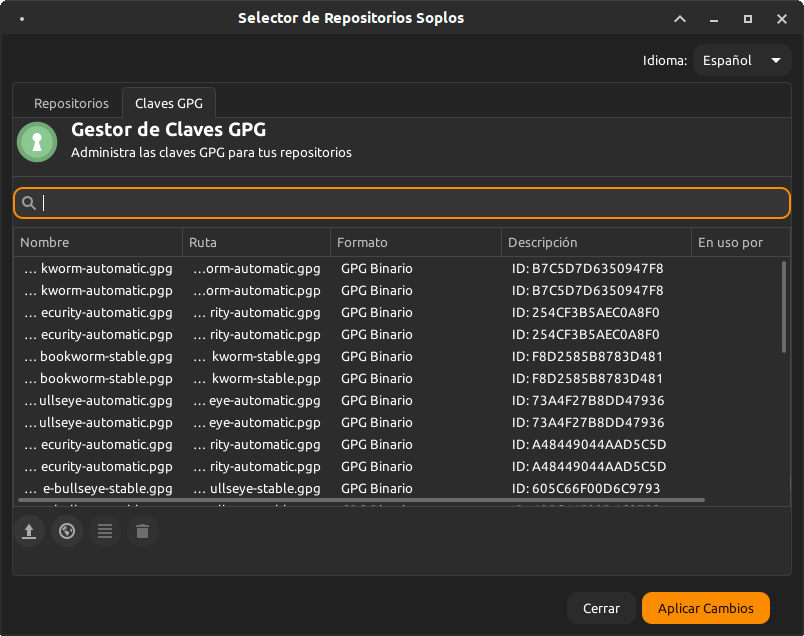 Selector de Repositorios Soplos
Idioma: Español
Repositorios Claves GPG
Gestor de Claves GPG
Administra las claves GPG para tus repositorios
Nombre Ruta Formato Descripción En uso por
... kworm-automatic.gpg ...orm-automatic.gpg GPG Binario ID: B7C5D7D6350947F8
... kworm-automatic.pgp ...orm-automatic.pgp GPG Binario ID: B7C5D7D6350947F8
... ecurity-automatic.gpg ... rity-automatic.gpg GPG Binario ID: 254CF3B5AEC0A8F0
... ecurity-automatic.pgp ... rity-automatic.pgp GPG Binario ID: 254CF3B5AEC0A8F0
... bookworm-stable.gpg ... kworm-stable.gpg GPG Binario ID: F8D2585B8783D481
... bookworm-stable.pgp ... kworm-stable.pgp GPG Binario ID: F8D2585B8783D481
...ullseye-automatic.gpg ... eye-automatic.gpg GPG Binario ID: 73A4F27B8DD47936
...ullseye-automatic.pgp ... eye-automatic.pgp GPG Binario ID: 73A4F27B8DD47936
... ecurity-automatic.gpg ... rity-automatic.gpg GPG Binario ID: A48449044AAD5C5D
... ecurity-automatic.pgp ... rity-automatic.pgp GPG Binario ID: A48449044AAD5C5D
... e-bullseye-stable.gpg ... ullseye-stable.gpg GPG Binario ID: 605C66F00D6C9793
Cerrar Aplicar Cambios